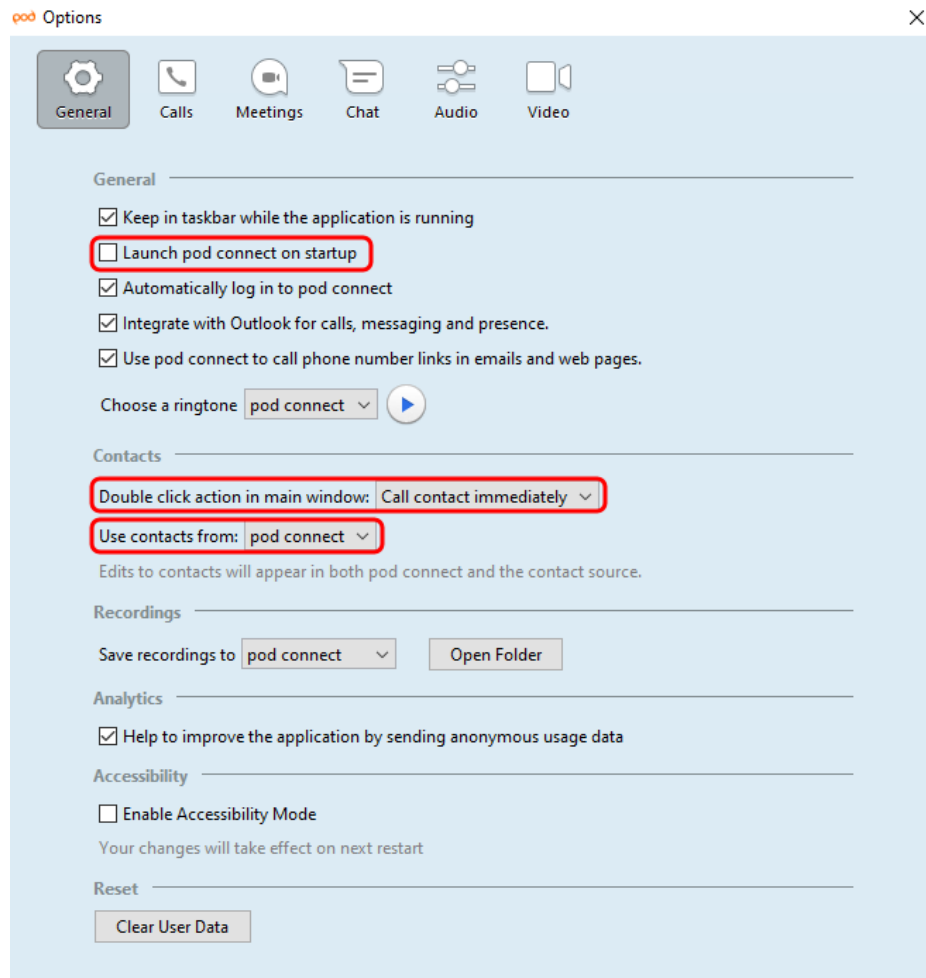 pod Options
General Calls Meetings Chat Audio Video
General
Keep in taskbar while the application is running
Launch pod connect on startup
Automatically log in to pod connect
Integrate with Outlook for calls, messaging and presence.
Use pod connect to call phone number links in emails and web pages.
Choose a ringtone pod connect
Contacts
Double click action in main window: Call contact immediately
Use contacts from: pod connect
Edits to contacts will appear in both pod connect and the contact source.
Recordings
Save recordings to pod connect Open Folder
Analytics
Help to improve the application by sending anonymous usage data
Accessibility
Enable Accessibility Mode
Your changes will take effect on next restart
Reset
Clear User Data